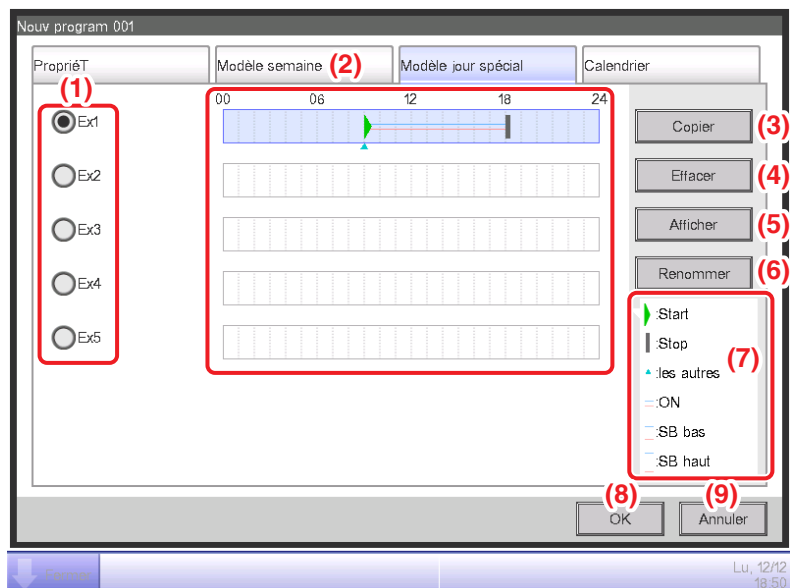 Nouv program 001
PropriéT
Modèle semaine (2)
Modèle jour spécial
Calendrier
(1)
00 06 12 18 24
Ex1
Ex2
Ex3
Ex4
Ex5
Copier (3)
Effacer (4)
Afficher (5)
Renommer (6)
:Start
:Stop
(7)
:les autres
:ON
:SB bas
:SB haut
(8) (9)
OK Annuler
Fermer
Lu, 12/12
18:50